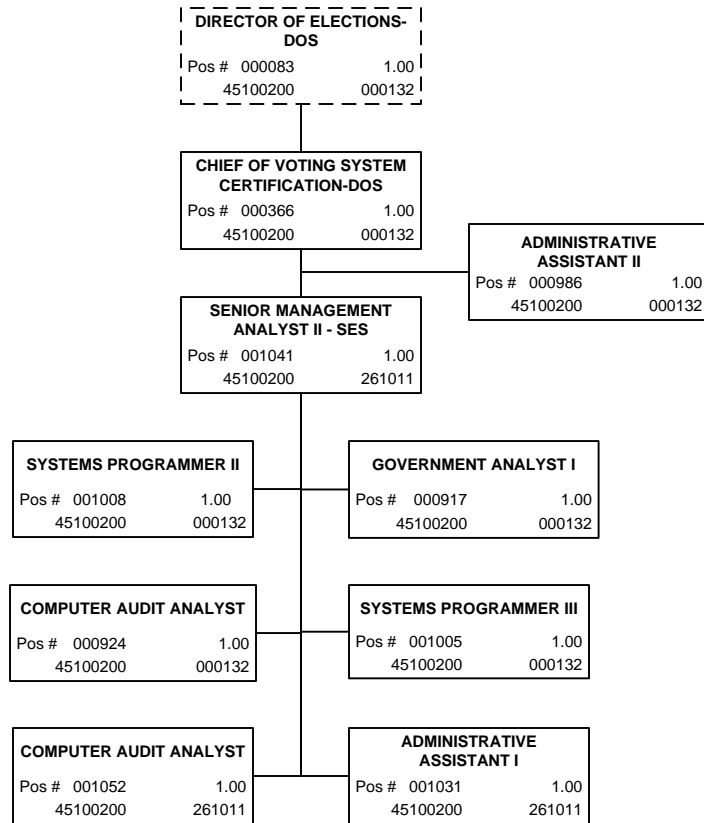 DIRECTOR OF ELECTIONS-
DOS
Pos # 000083 1.00
45100200 000132
CHIEF OF VOTING SYSTEM
CERTIFICATION-DOS
Pos # 000366 1.00
45100200 000132
ADMINISTRATIVE
ASSISTANT II
Pos # 000986 1.00
45100200 000132
SENIOR MANAGEMENT
ANALYST II - SES
Pos # 001041 1.00
45100200 261011
SYSTEMS PROGRAMMER II
Pos # 001008 1.00
45100200 000132
GOVERNMENT ANALYST I
Pos # 000917 1.00
45100200 000132
COMPUTER AUDIT ANALYST
Pos # 000924 1.00
45100200 000132
SYSTEMS PROGRAMMER III
Pos # 001005 1.00
45100200 000132
COMPUTER AUDIT ANALYST
Pos # 001052 1.00
45100200 261011
ADMINISTRATIVE
ASSISTANT I
Pos # 001031 1.00
45100200 261011